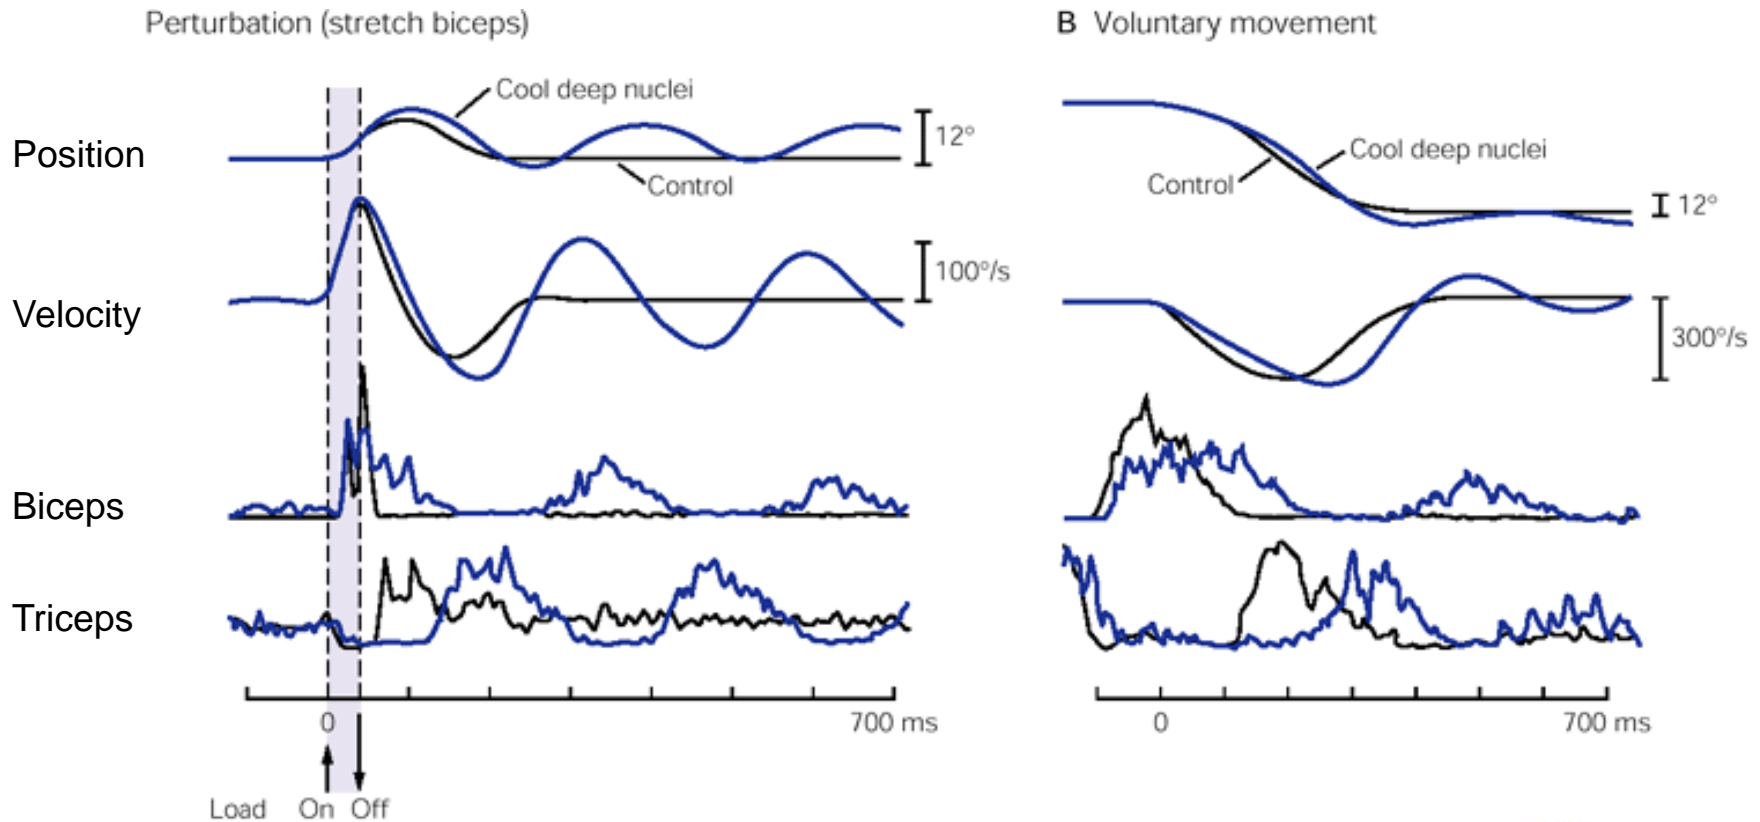 Perturbation (stretch biceps)
Cool deep nuclei
Position
12°
Control
Velocity
100°/s
Biceps
Triceps
0
700 ms
Load On Off
B Voluntary movement
Cool deep nuclei
Control
12°
300°/s
0
700 ms